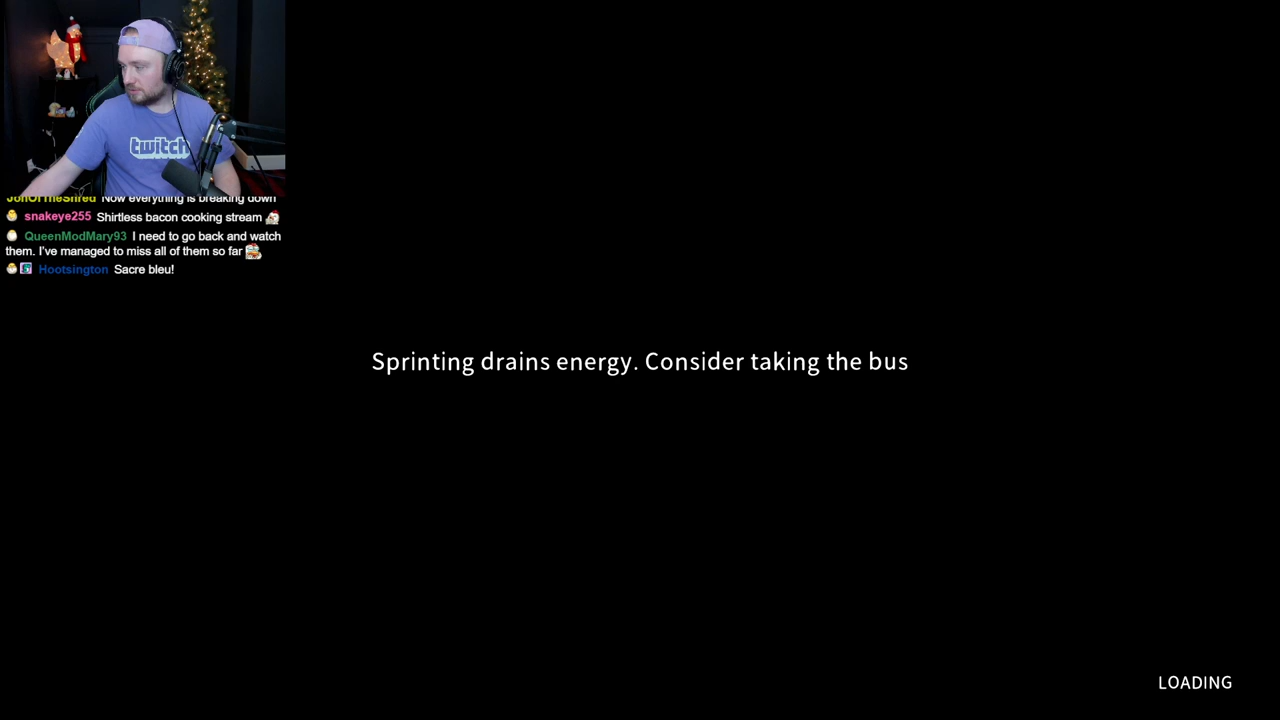 twitch
JonOfTheShred Now everything is breaking down
snakeye255 Shirtless bacon cooking stream
QueenModMary93 I need to go back and watch
them. I've managed to miss all of them so far
Hootsington Sacre bleu!
Sprinting drains energy. Consider taking the bus
LOADING